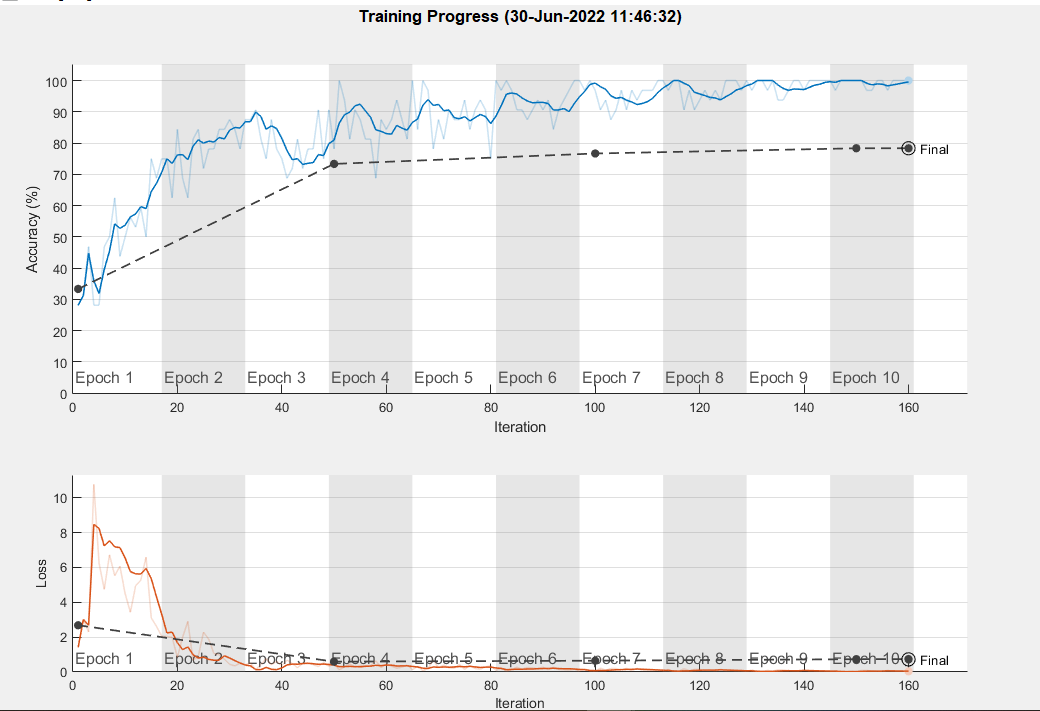 Training Progress (30-Jun-2022 11:46:32)
100
90
80
70
60
50
40
30
20
10
0
Accuracy (%)
Final
Epoch 1 Epoch 2 Epoch 3 Epoch 4 Epoch 5 Epoch 6 Epoch 7 Epoch 8 Epoch 9 Epoch 10
0 20 40 60 80 100 120 140 160
Iteration
10
8
6
4
2
0
Loss
Epoch 1 Epoch 2 Epoch 3 Epoch 4 Epoch 5 Epoch 6 Epoch 7 Epoch 8 Epoch 9 Epoch 10 Final
0 20 40 60 80 100 120 140 160
Iteration